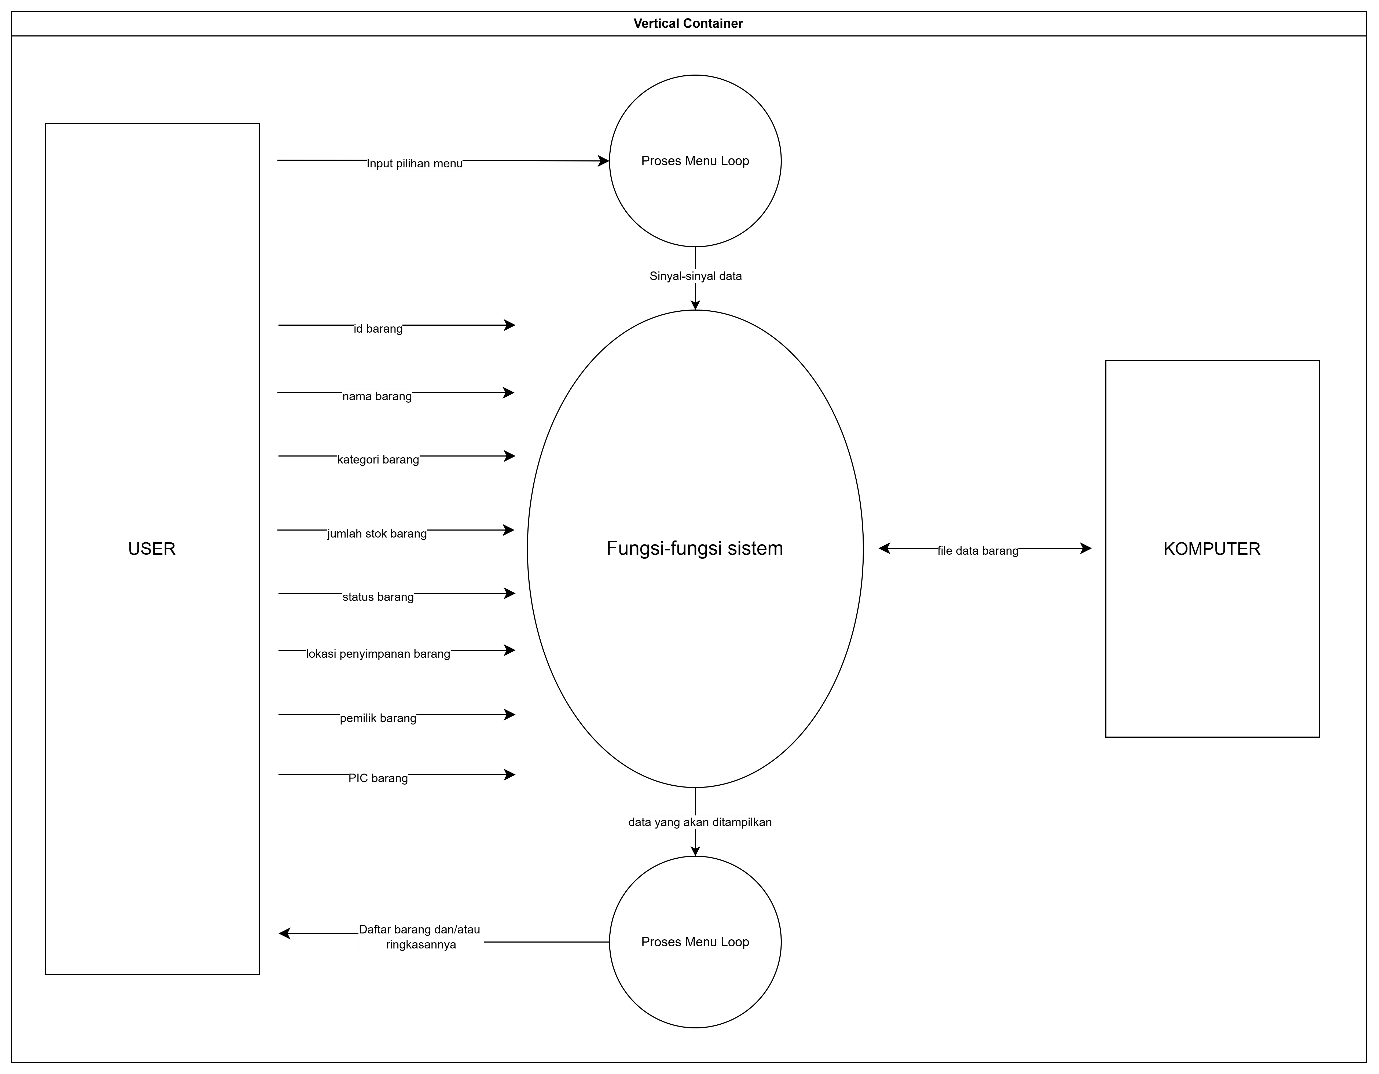 Vertical Container
Input pilihan menu
Proses Menu Loop
Sinyal-sinyal data
id barang
nama barang
kategori barang
jumlah stok barang
USER
Fungsi-fungsi sistem
file data barang
KOMPUTER
status barang
lokasi penyimpanan barang
pemilik barang
PIC barang
data yang akan ditampilkan
Daftar barang dan/atau
ringkasannya
Proses Menu Loop